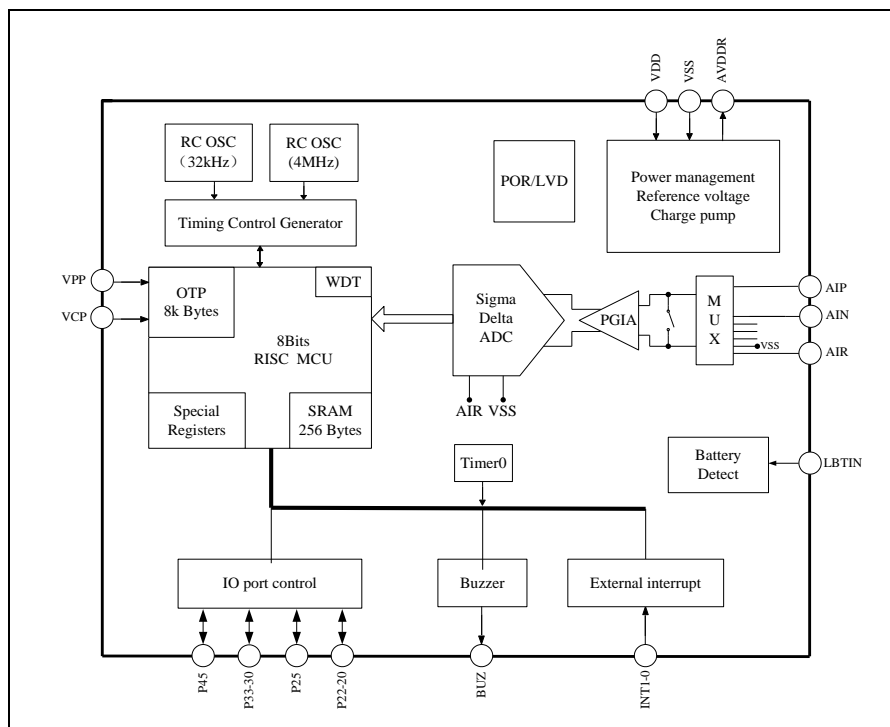 VDD
VSS
AVDDR
RC OSC
(32kHz)
RC OSC
(4MHz)
POR/LVD
Power management
Reference voltage
Charge pump
Timing Control Generator
VPP
VCP
OTP
8k Bytes
WDT
8Bits
RISC MCU
Special
Registers
SRAM
256 Bytes
Sigma
Delta
ADC
AIR
VSS
PGIA
M
U
X
VSS
AIP
AIN
AIR
Timer0
Battery
Detect
LBTIN
IO port control
Buzzer
External interrupt
P45
P33-30
P25
P22-20
BUZ
INT1-0